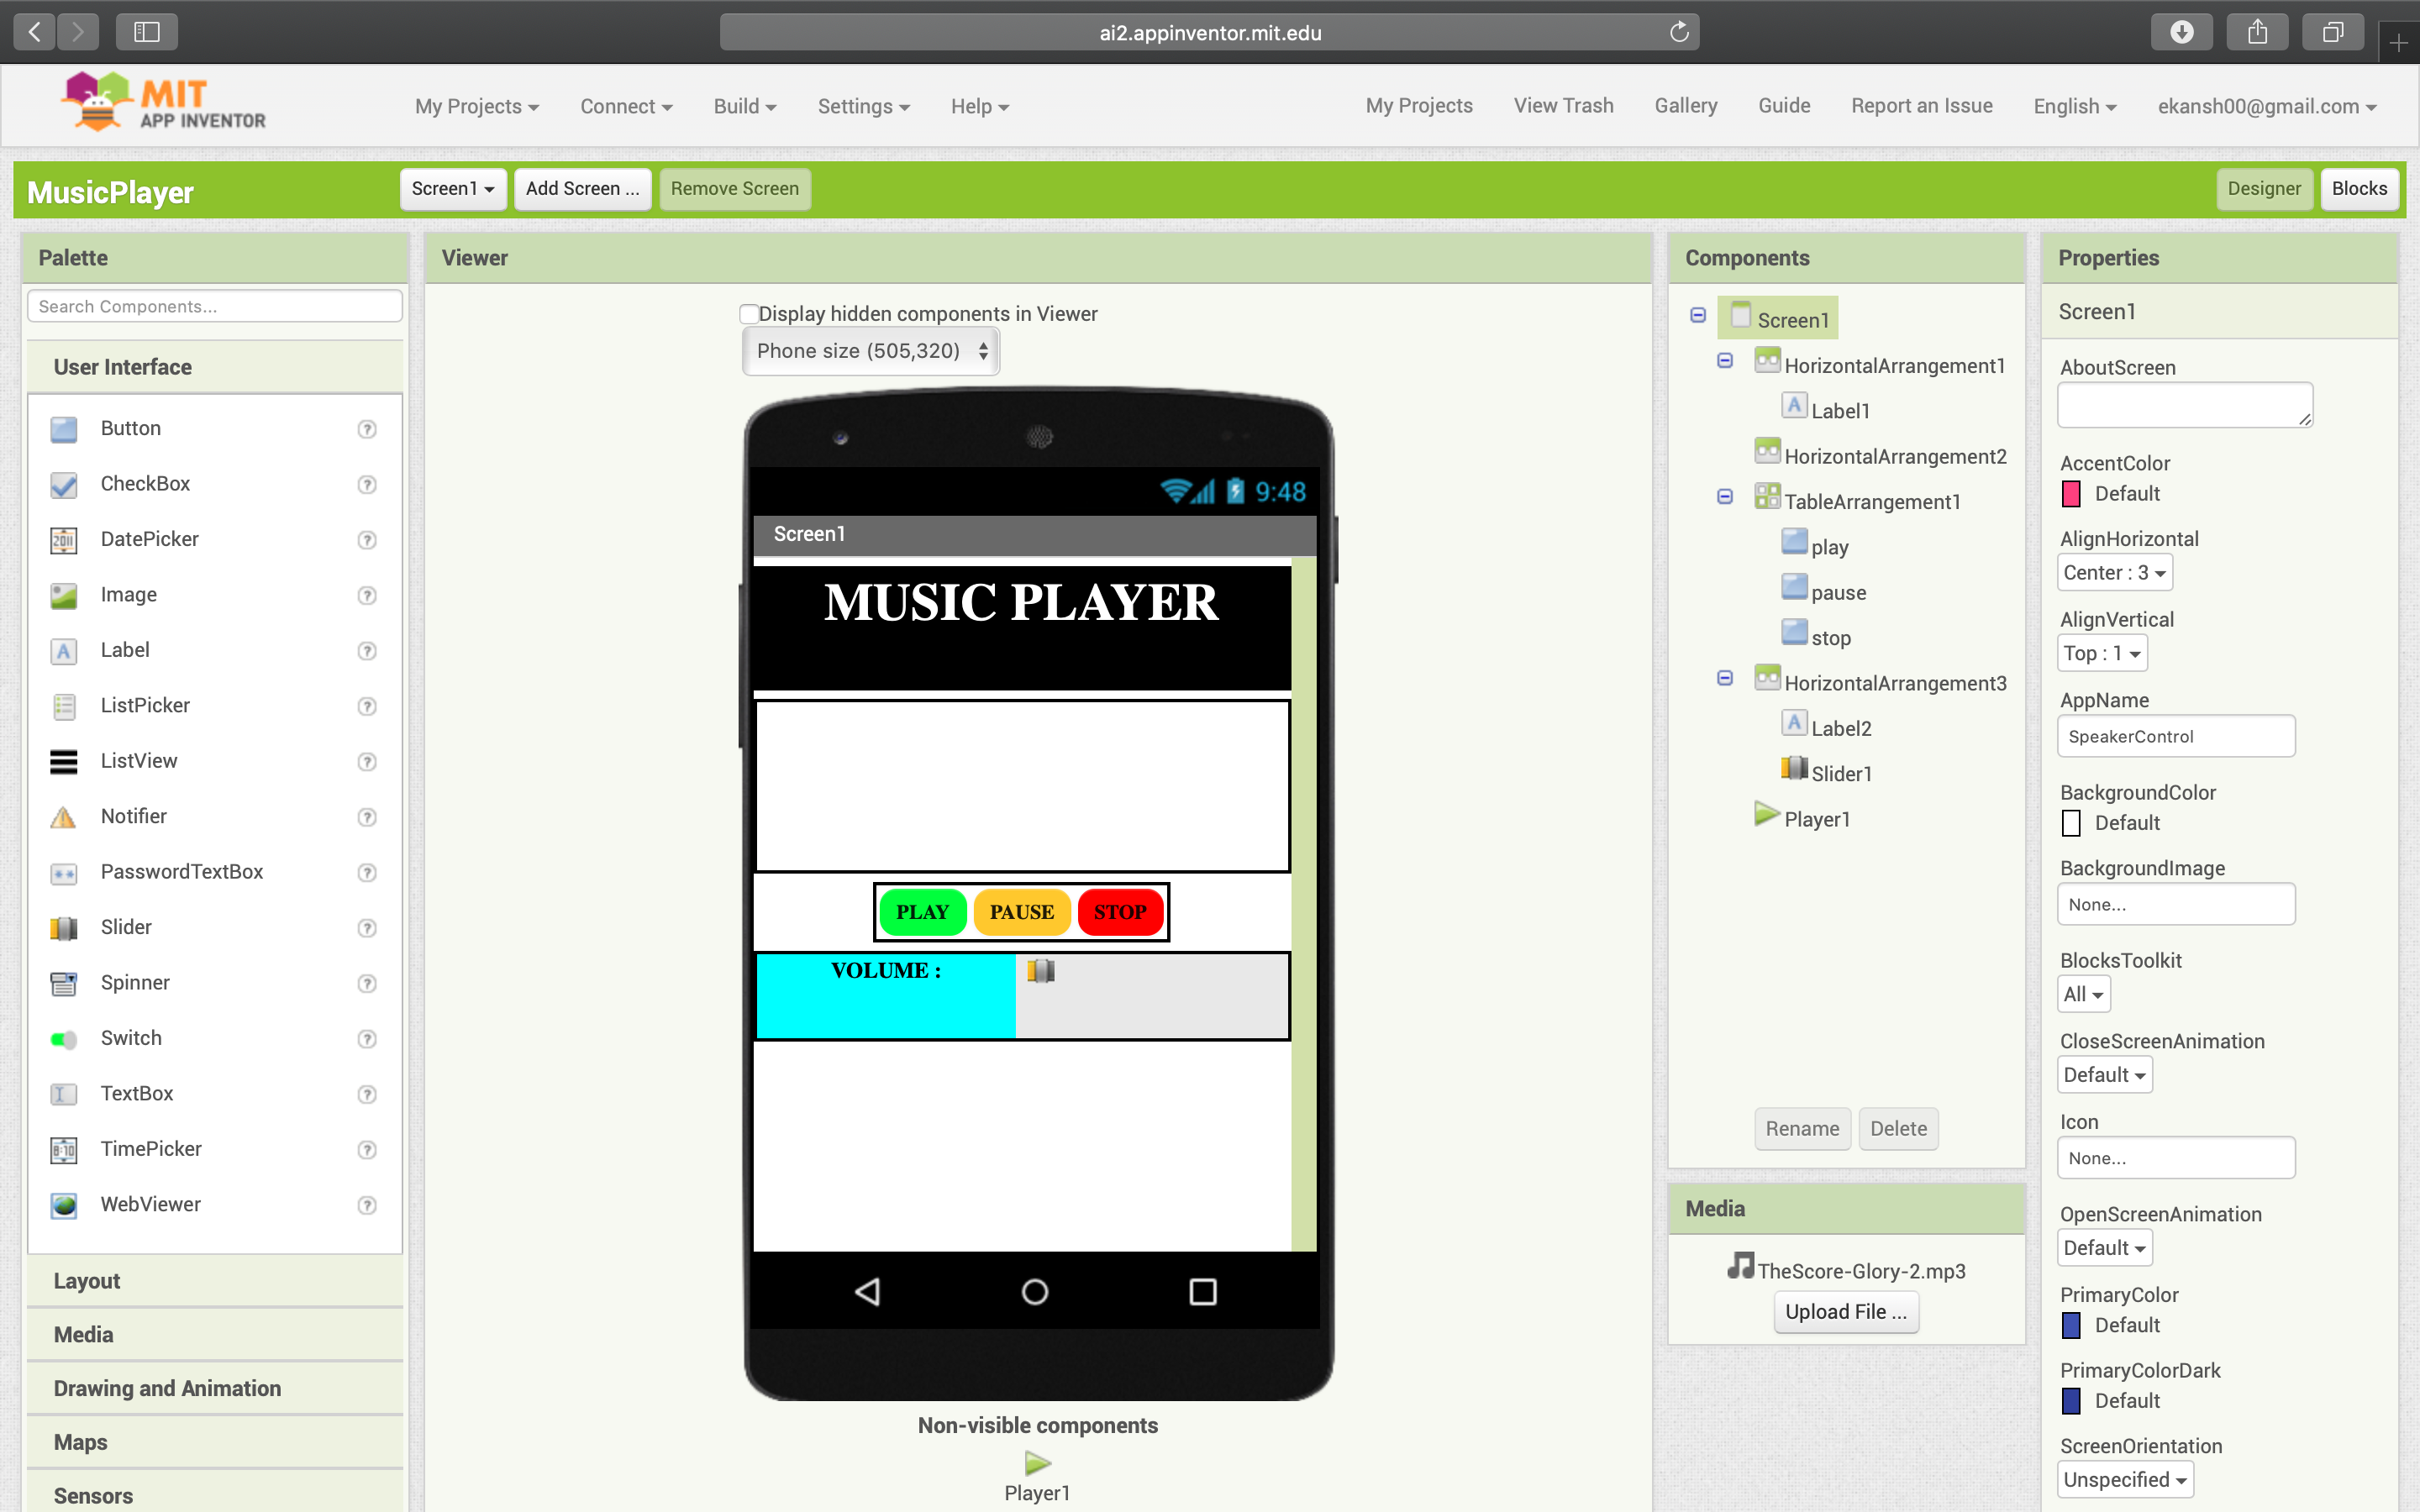 ai2.appinventor.mit.edu
MIT
APP INVENTOR
My Projects
Connect
Build
Settings
Help
My Projects
View Trash
Gallery
Guide
Report an Issue
English
ekansh00@gmail.com
MusicPlayer
Screen1
Add Screen ...
Remove Screen
Designer
Blocks
Palette
Search Components...
User Interface
Button
?
CheckBox
?
DatePicker
?
Image
?
Label
?
ListPicker
?
ListView
?
Notifier
?
PasswordTextBox
?
Slider
?
Spinner
?
Switch
?
TextBox
?
TimePicker
?
WebViewer
?
Layout
Media
Drawing and Animation
Maps
Sensors
Viewer
Display hidden components in Viewer
Phone size (505,320)
9:48
Screen1
MUSIC PLAYER
PLAY
PAUSE
STOP
VOLUME :
Non-visible components
Player1
Components
Screen1
HorizontalArrangement1
Label1
HorizontalArrangement2
TableArrangement1
play
pause
stop
HorizontalArrangement3
Label2
Slider1
Player1
Rename
Delete
Media
TheScore-Glory-2.mp3
Upload File ...
Properties
Screen1
AboutScreen
AccentColor
Default
AlignHorizontal
Center : 3
AlignVertical
Top : 1
AppName
SpeakerControl
BackgroundColor
Default
BackgroundImage
None...
BlocksToolkit
All
CloseScreenAnimation
Default
Icon
None...
OpenScreenAnimation
Default
PrimaryColor
Default
PrimaryColorDark
Default
ScreenOrientation
Unspecified